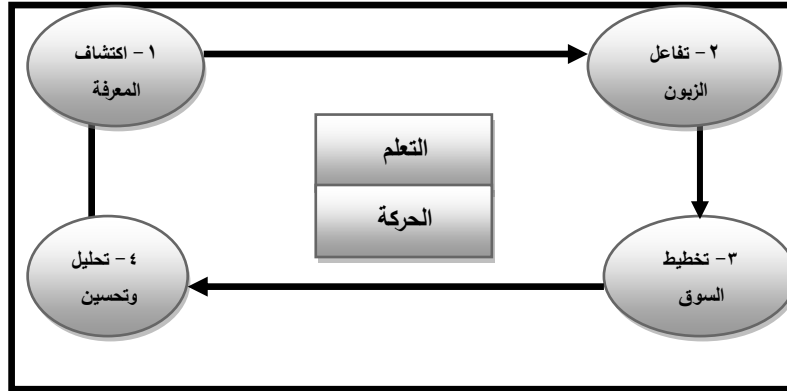 ١ - اكتشاف
المعرفة
٢ - تفاعل
الزبون
التعلم
الحركة
٣ - تخطيط
السوق
٤ - تحليل
وتحسين